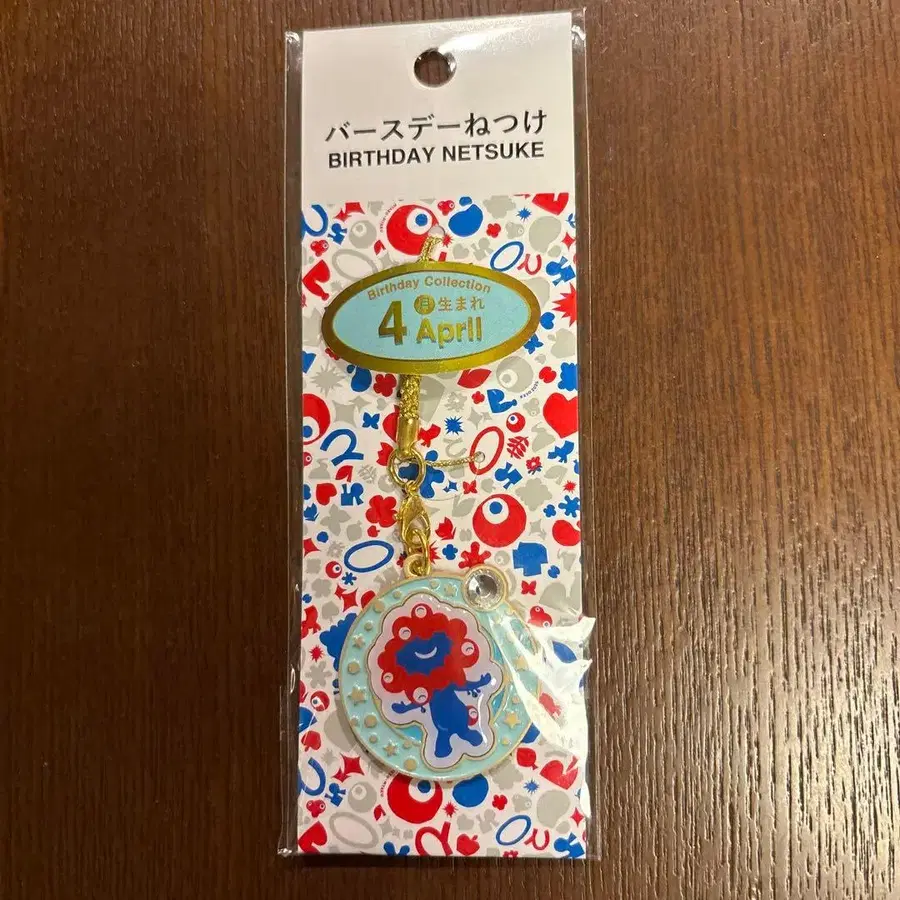 バースデーねつけ
BIRTHDAY NETSUKE
Birthday Collection
4月生まれ
April